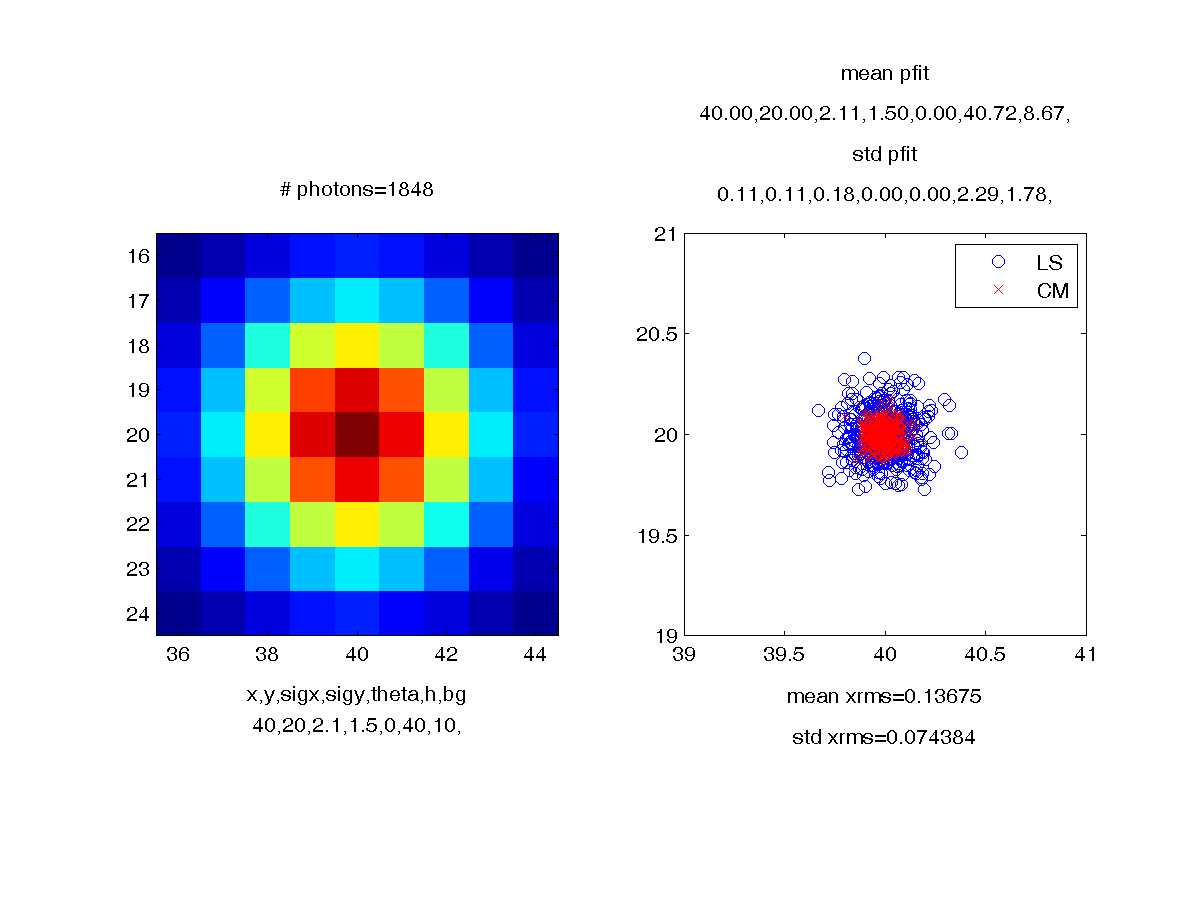 # photons=1848
16
17
18
19
20
21
22
23
24
36 38 40 42 44
x,y,sigx,sigy,theta,h,bg
40,20,2.1,1.5,0,40,10,
mean pfit
40.00,20.00,2.11,1.50,0.00,40.72,8.67,
std pfit
0.11,0.11,0.18,0.00,0.00,2.29,1.78,
21
20.5
20
19.5
19
LS
CM
39 39.5 40 40.5 41
mean xrms=0.13675
std xrms=0.074384